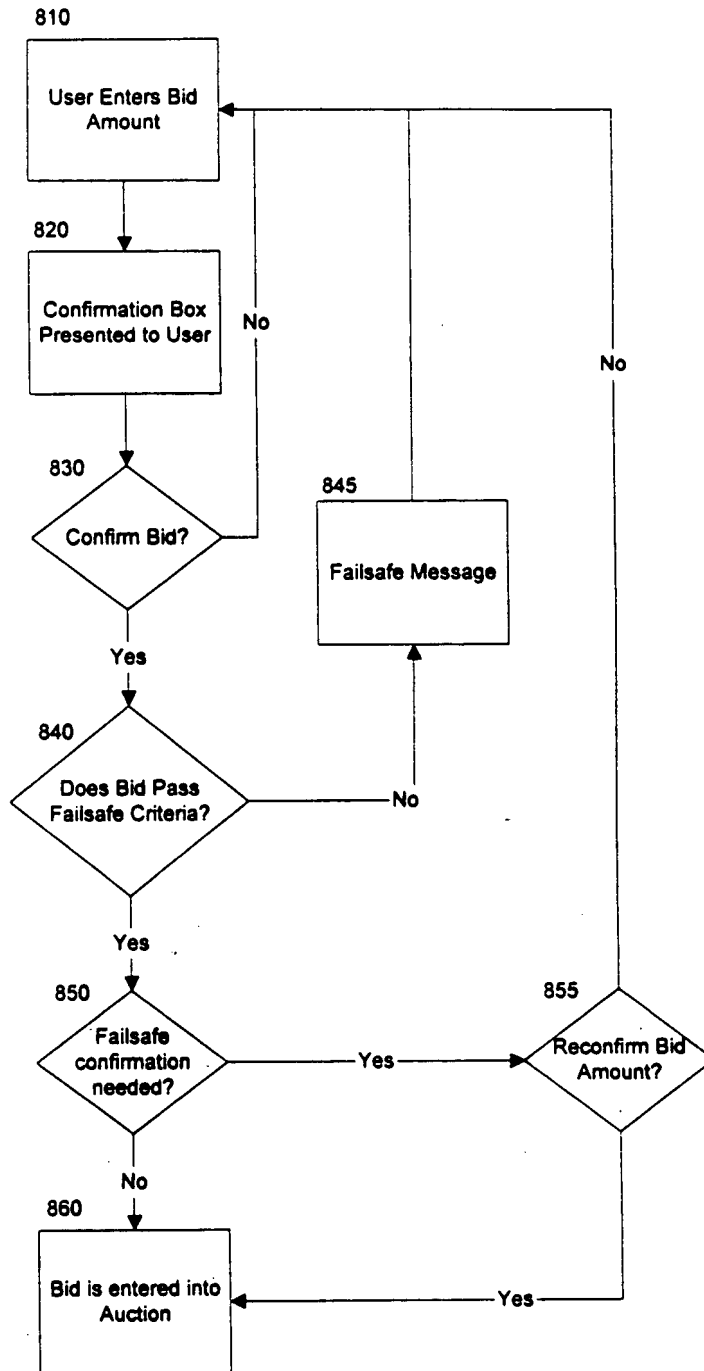 810
User Enters Bid
Amount
820
Confirmation Box
Presented to User
No
No
830
Confirm Bid?
845
Failsafe Message
Yes
840
Does Bid Pass
Failsafe Criteria?
No
Yes
850
Failsafe
confirmation
needed?
Yes
855
Reconfirm Bid
Amount?
No
860
Bid is entered into
Auction
Yes